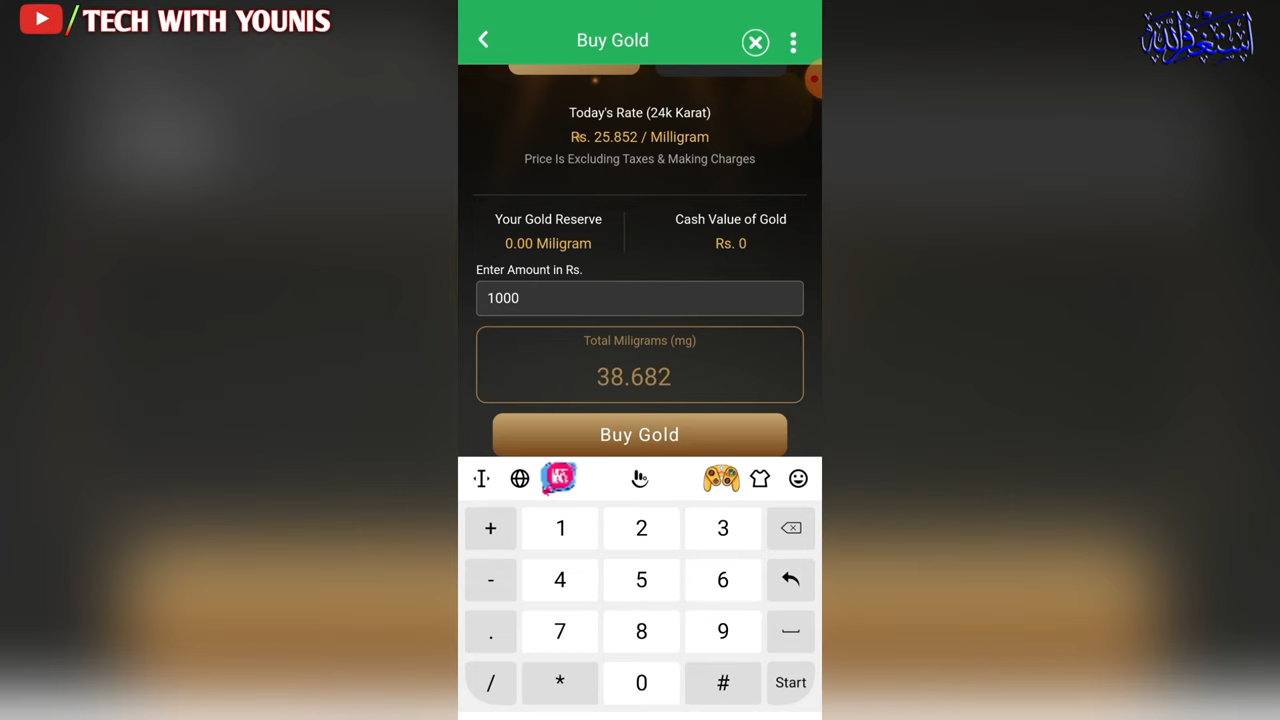 /TECH WITH YOUNIS
أستغفر الله
Buy Gold
Today's Rate (24k Karat)
Rs. 25.852 / Milligram
Price Is Excluding Taxes & Making Charges
Your Gold Reserve
Cash Value of Gold
0.00 Miligram
Rs. 0
Enter Amount in Rs.
1000
Total Miligrams (mg)
38.682
Buy Gold
+ 1 2 3
- 4 5 6
. 7 8 9
/ * 0 # Start